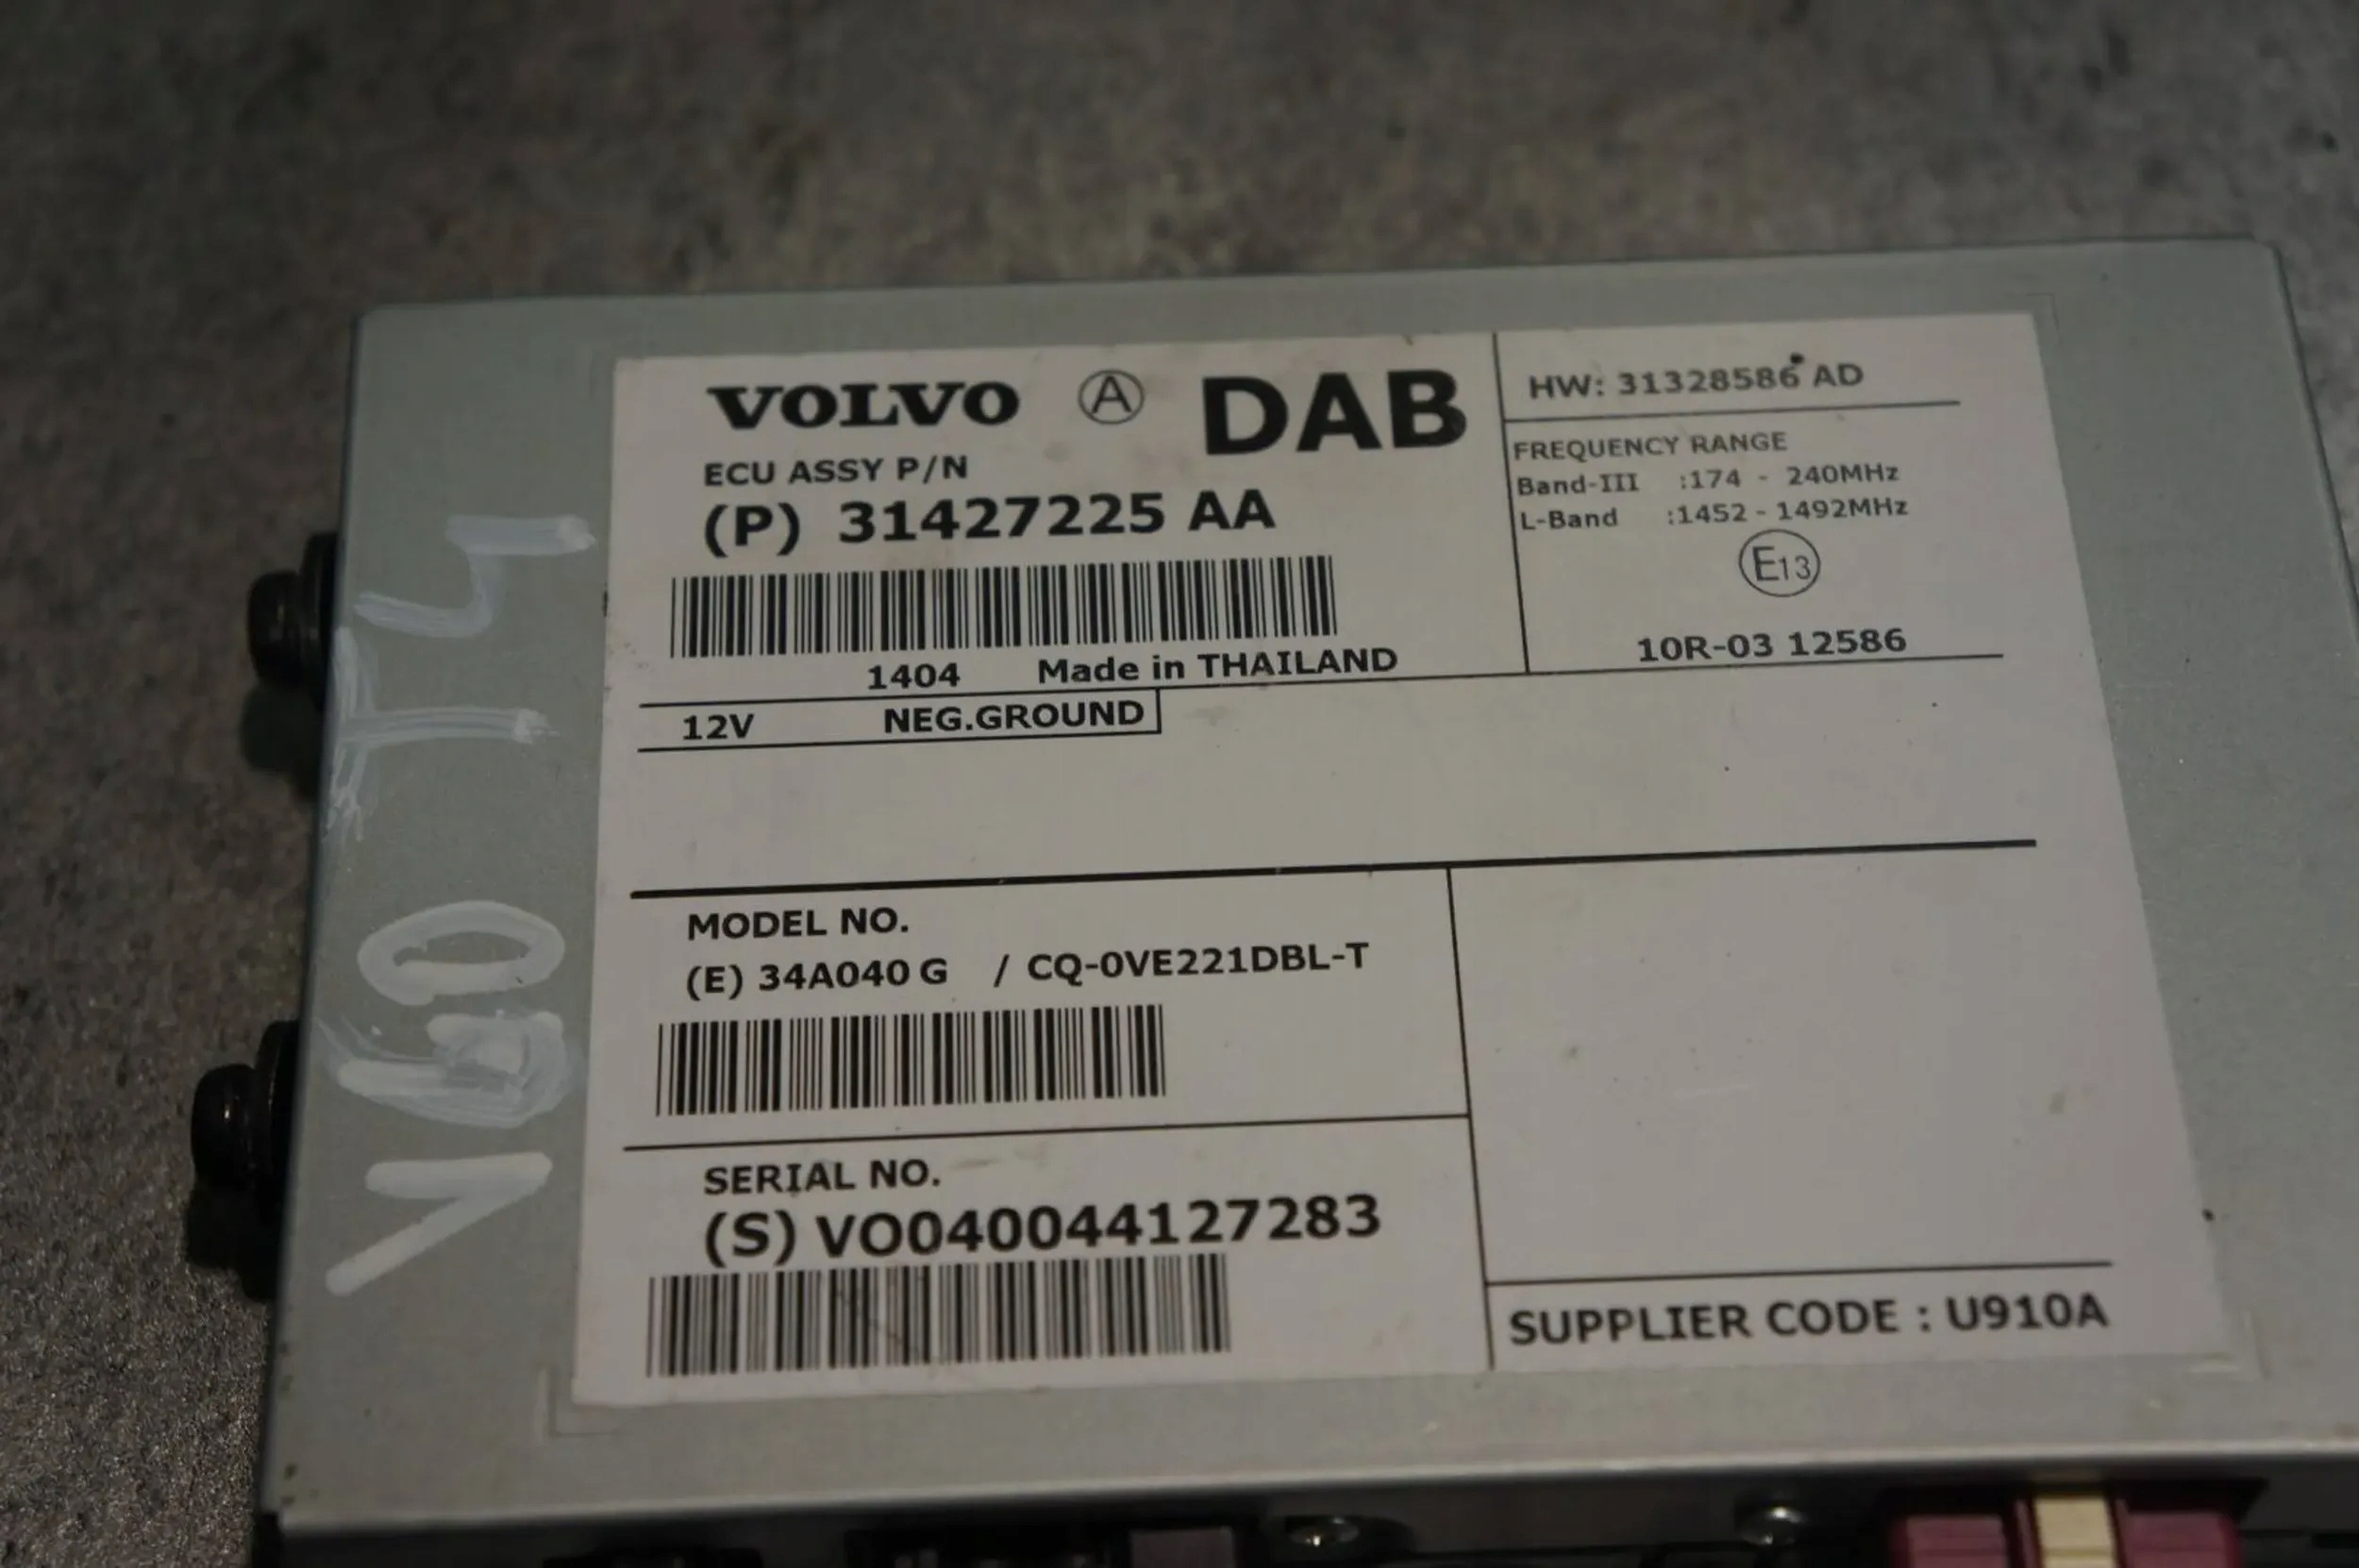 VOLVO Ⓐ DAB
ECU ASSY P/N
(P) 31427225 AA
1404 Made in THAILAND
12V NEG.GROUND
HW: 31328586 AD
FREQUENCY RANGE
Band-III :174 - 240MHz
L-Band :1452 - 1492MHz
E13
10R-03 12586
MODEL NO.
(E) 34A040 G / CQ-0VE221DBL-T
SERIAL NO.
(S) VO040044127283
SUPPLIER CODE : U910A
V60 T4